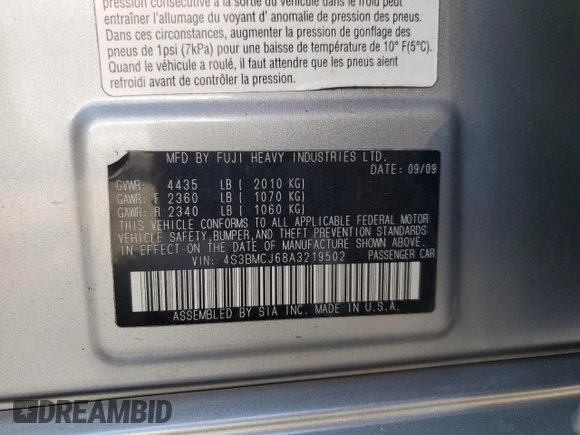 pression consécutive à la sortie du véhicule dans le froid peut
entraîner l'allumage du voyant d' anomalie de pression des pneus.
Dans ces circonstances, augmenter la pression de gonflage des
pneus de 1psi (7kPa) pour une baisse de température de 10° F(5°C).
Quand le véhicule a roulé, il faut attendre que les pneus aient
refroidi avant de contrôler la pression.
MFD BY FUJI HEAVY INDUSTRIES LTD.
DATE: 09/09
GVWR: 4435 LB ( 2010 KG)
GAWR: F 2360 LB ( 1070 KG)
GAWR: R 2340 LB ( 1060 KG)
THIS VEHICLE CONFORMS TO ALL APPLICABLE FEDERAL MOTOR
VEHICLE SAFETY,BUMPER,AND THEFT PREVENTION STANDARDS
IN EFFECT ON THE DATE OF MANUFACTURE SHOWN ABOVE.
VIN: 4S3BMCJ68A3219502 PASSENGER CAR
ASSEMBLED BY SIA INC. MADE IN U.S.A.
DREAMBID